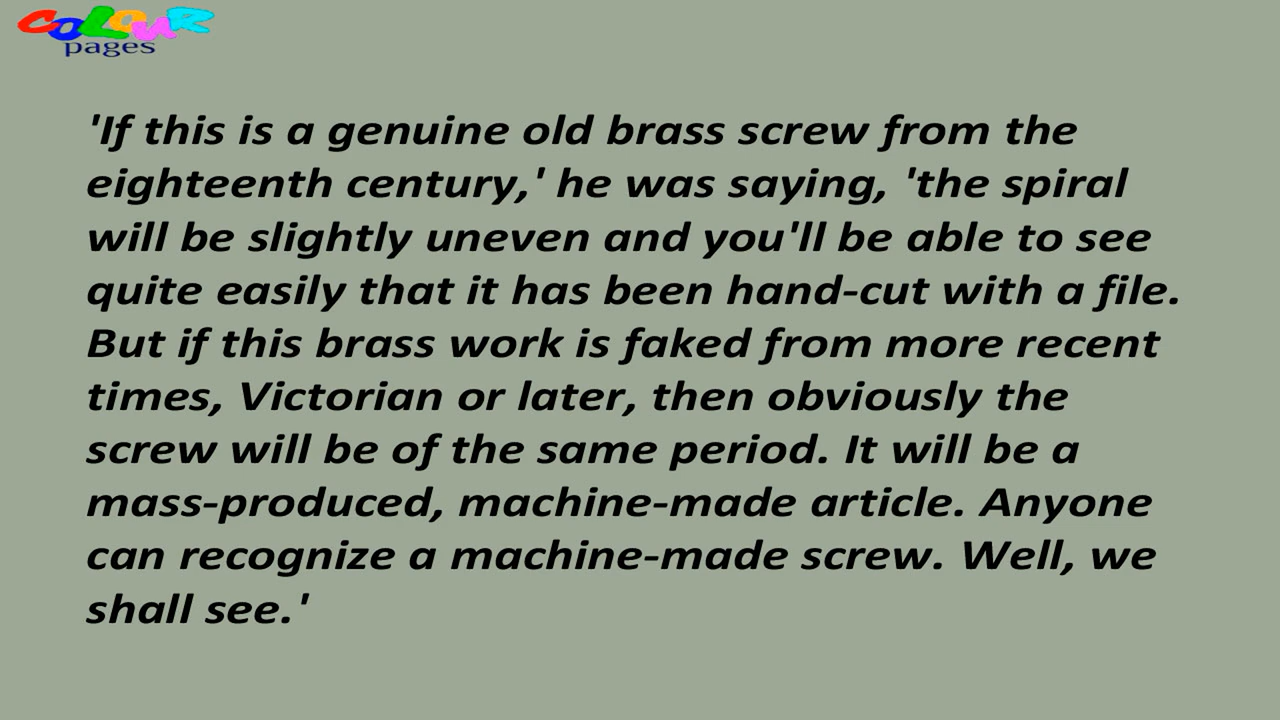 COLOUR
pages
'If this is a genuine old brass screw from the
eighteenth century,' he was saying, 'the spiral
will be slightly uneven and you'll be able to see
quite easily that it has been hand-cut with a file.
But if this brass work is faked from more recent
times, Victorian or later, then obviously the
screw will be of the same period. It will be a
mass-produced, machine-made article. Anyone
can recognize a machine-made screw. Well, we
shall see.'